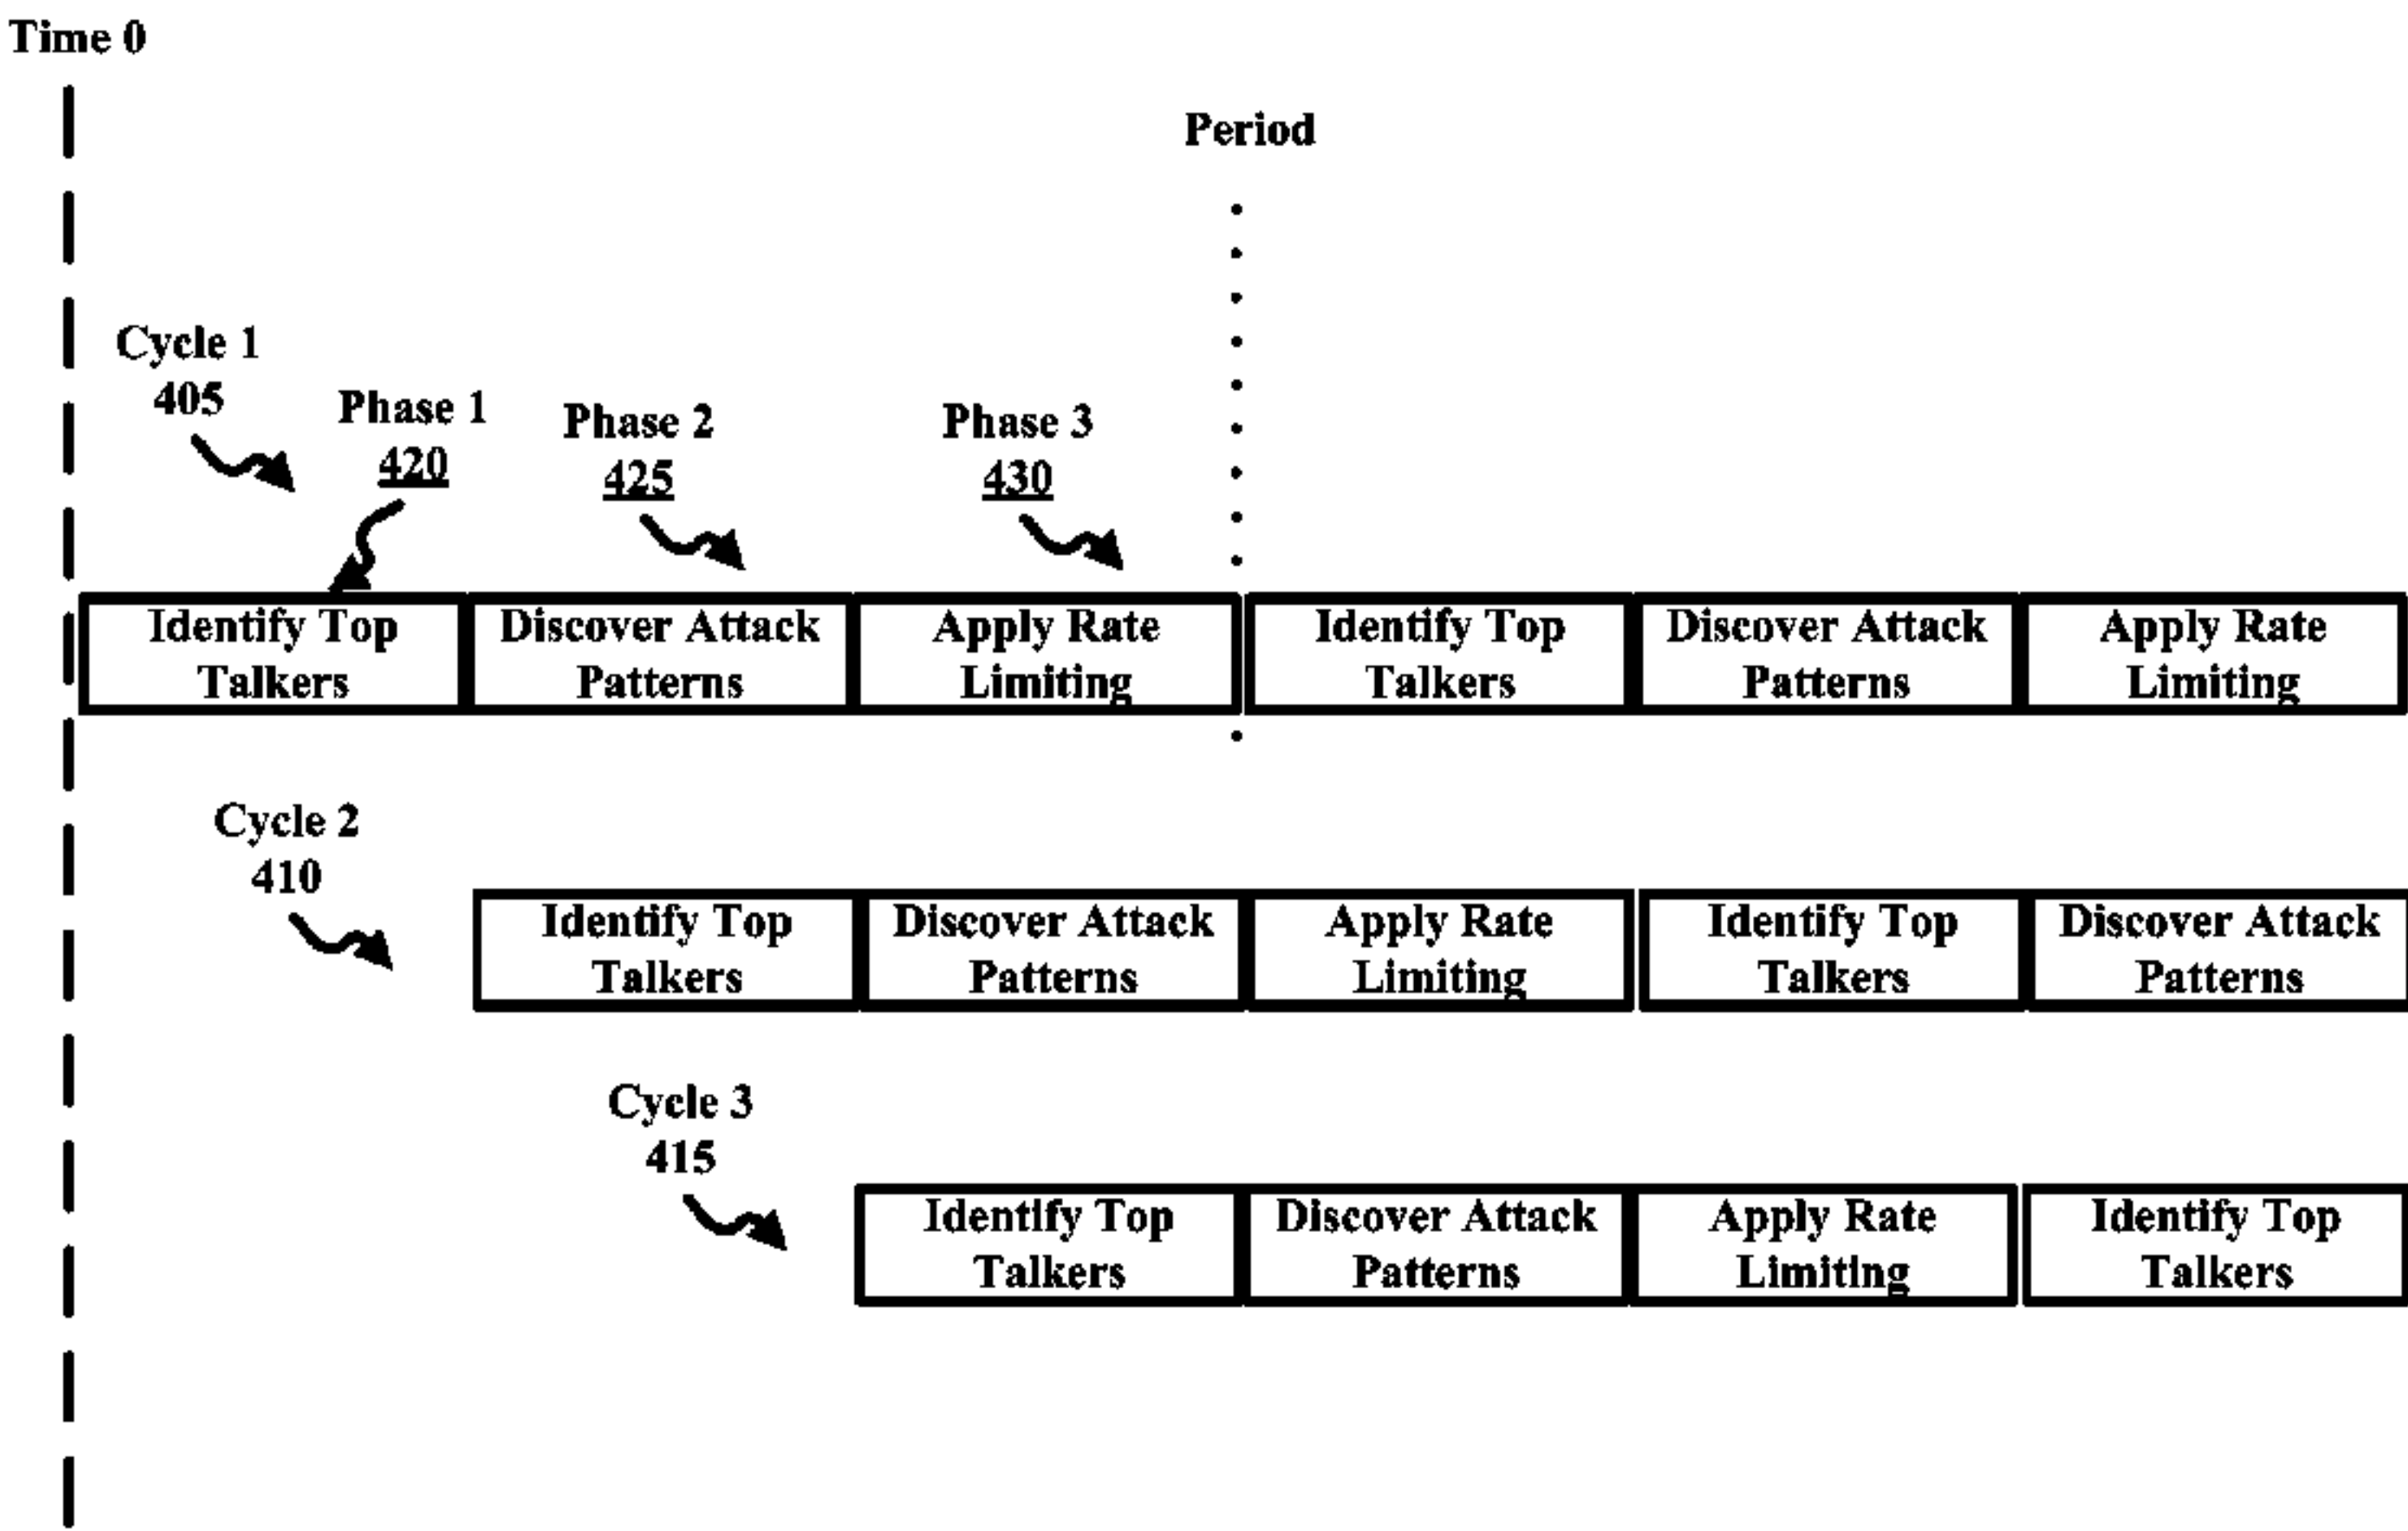 Time 0
Period
Cycle 1
405
Phase 1
420
Phase 2
425
Phase 3
430
Identify Top
Talkers
Discover Attack
Patterns
Apply Rate
Limiting
Identify Top
Talkers
Discover Attack
Patterns
Apply Rate
Limiting
Cycle 2
410
Identify Top
Talkers
Discover Attack
Patterns
Apply Rate
Limiting
Identify Top
Talkers
Discover Attack
Patterns
Cycle 3
415
Identify Top
Talkers
Discover Attack
Patterns
Apply Rate
Limiting
Identify Top
Talkers